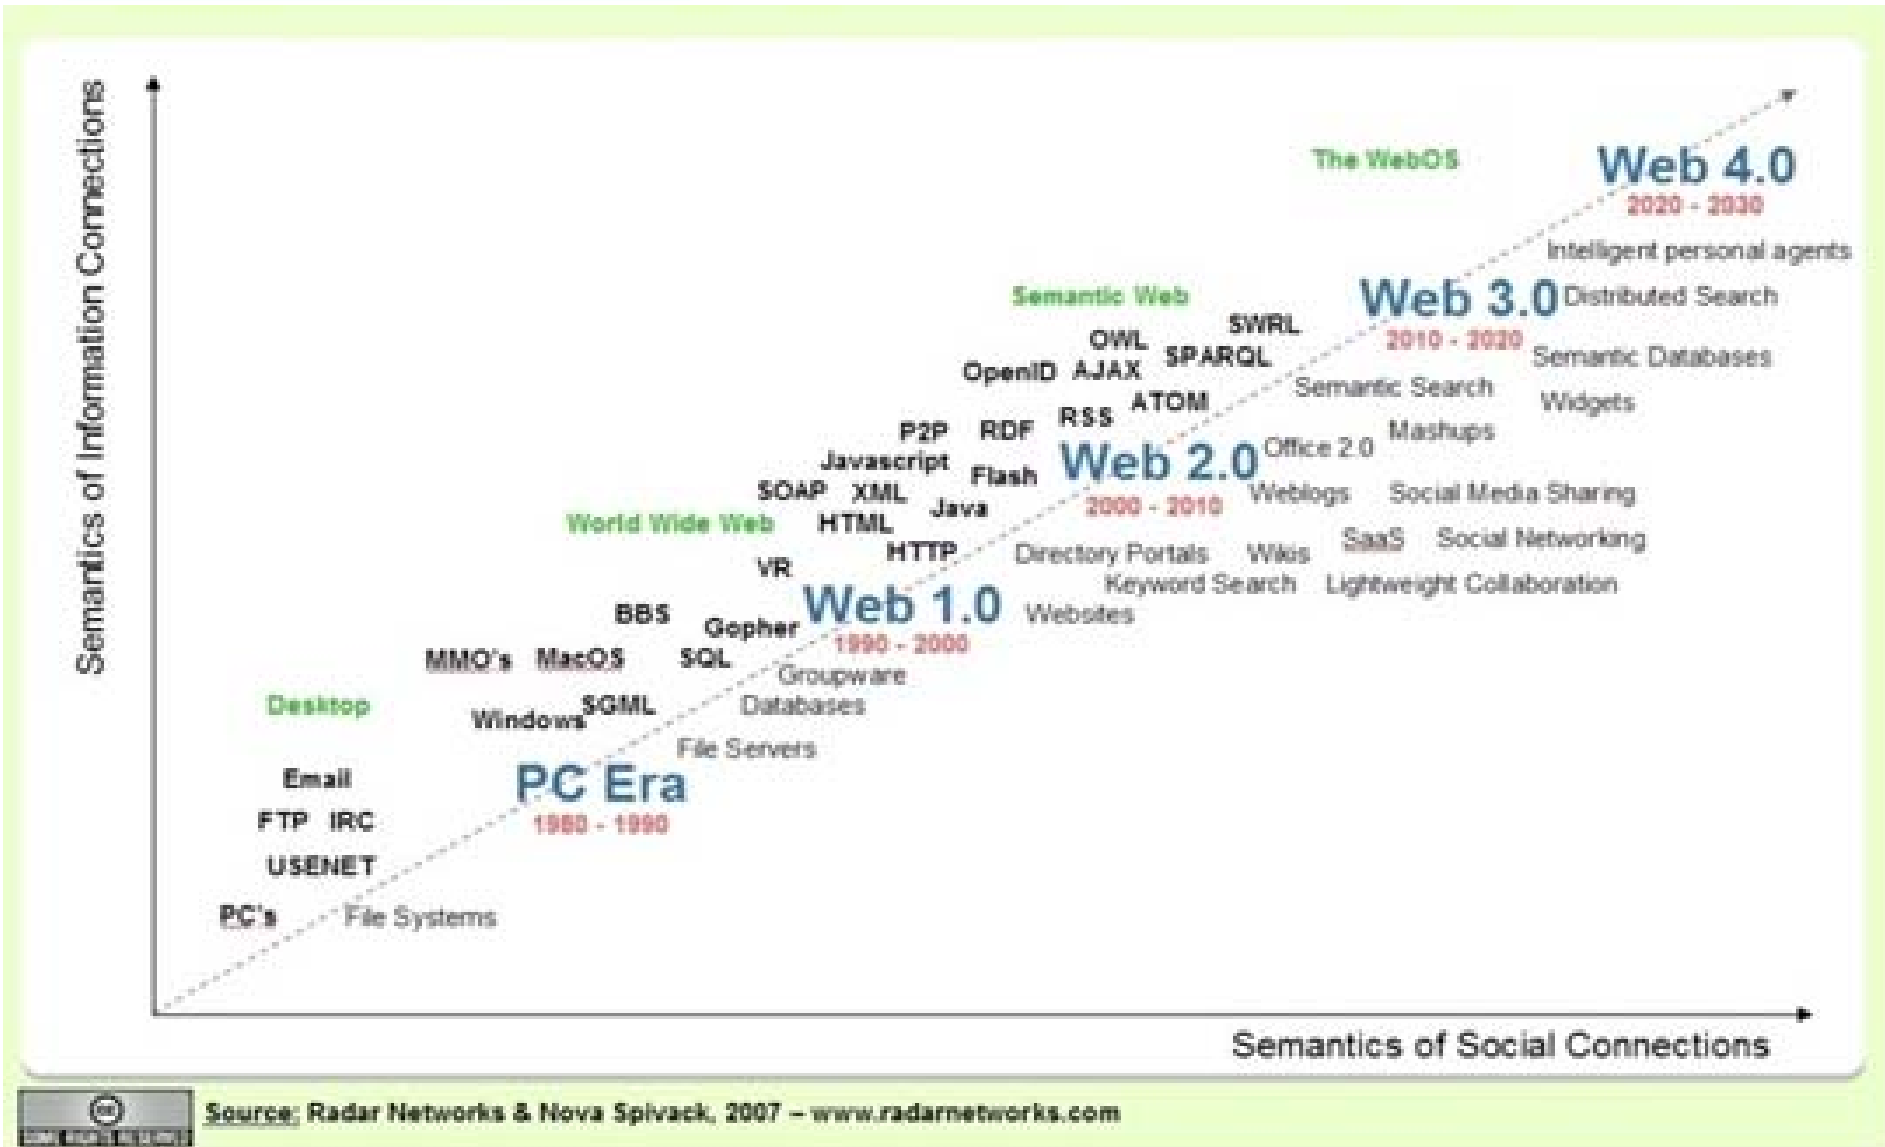 Semantics of Information Connections
The WebOS
Web 4.0
2020 - 2030
Intelligent personal agents
Semantic Web
Web 3.0
Distributed Search
SWRL
2010 - 2020
OWL
SPARQL
Semantic Databases
OpenID
AJAX
Semantic Search
Widgets
ATOM
RSS
P2P
RDF
Mashups
Office 2.0
Web 2.0
Javascript
Flash
SOAP
XML
2000 - 2010
Weblogs
Social Media Sharing
Java
World Wide Web
HTML
HTTP
Directory Portals
Wikis
SaaS
Social Networking
VR
Keyword Search
Lightweight Collaboration
Web 1.0
Websites
BBS
Gopher
1990 - 2000
MMO's
MacOS
SQL
Groupware
Desktop
SGML
Databases
Windows
File Servers
Email
PC Era
1980 - 1990
FTP
IRC
USENET
PC's
File Systems
Semantics of Social Connections
cc
SOME RIGHTS RESERVED
Source: Radar Networks & Nova Spivack, 2007 – www.radarnetworks.com